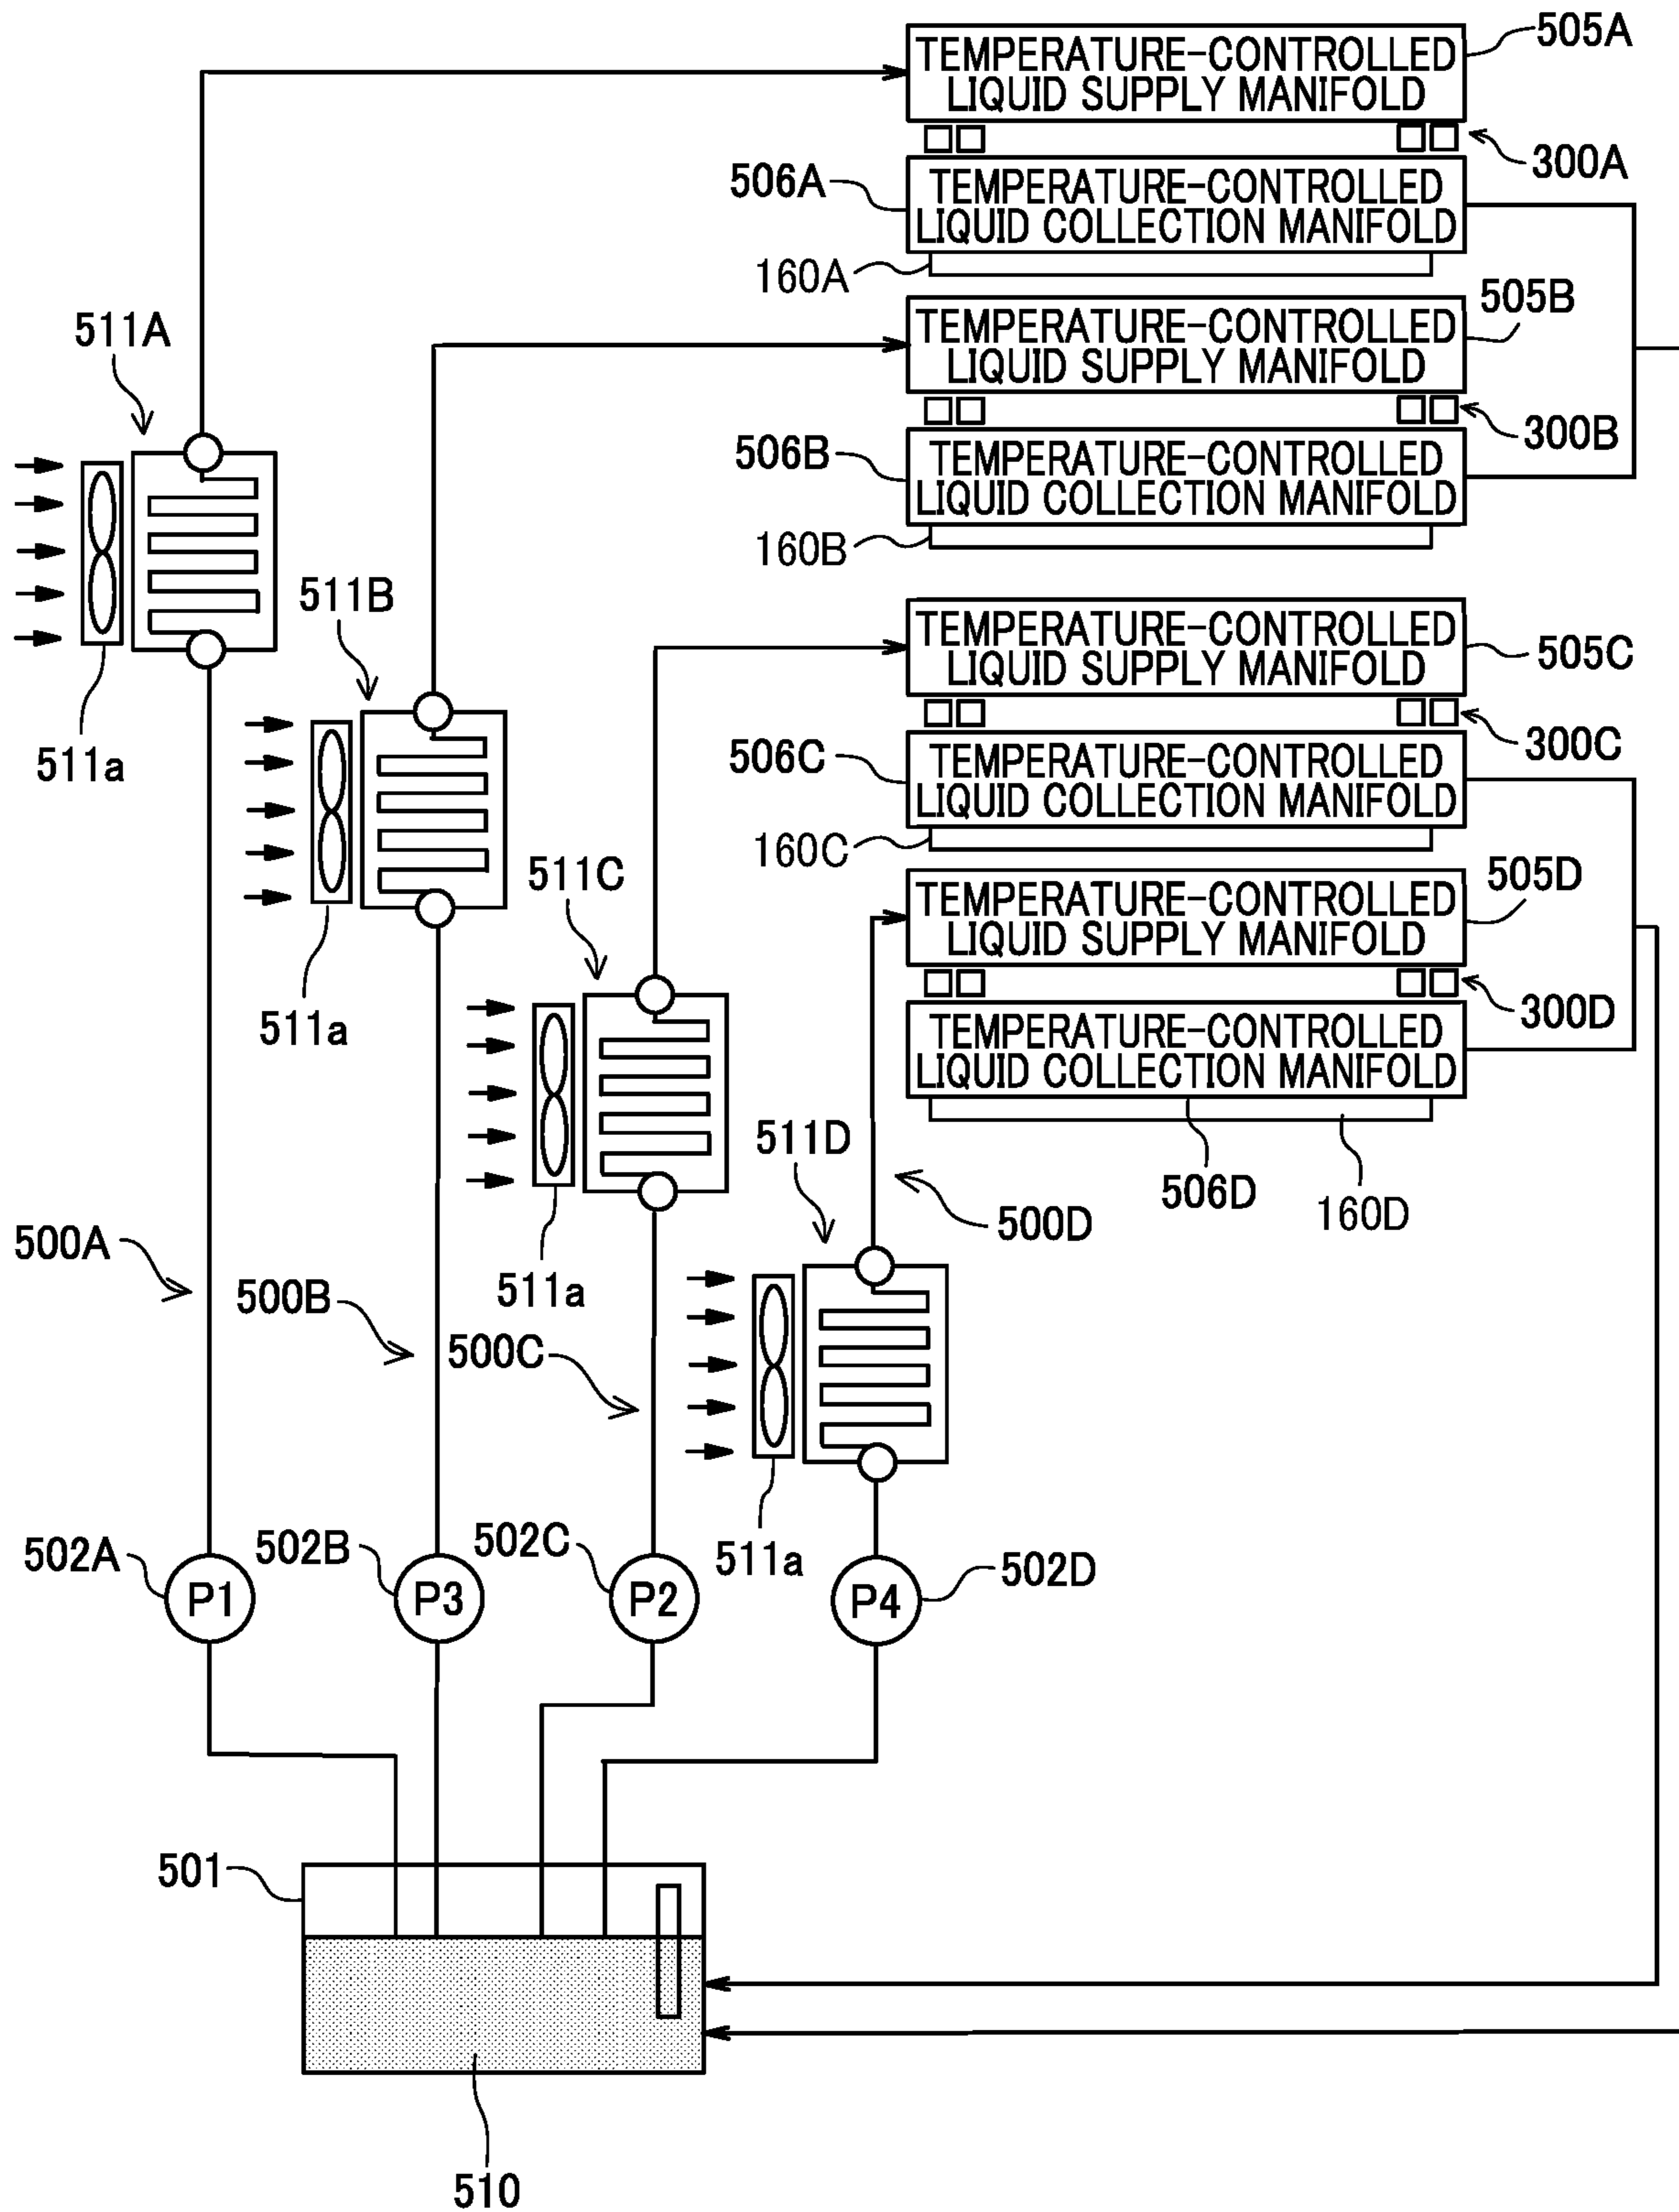 505A
TEMPERATURE-CONTROLLED
LIQUID SUPPLY MANIFOLD
300A
506A
TEMPERATURE-CONTROLLED
LIQUID COLLECTION MANIFOLD
160A
505B
TEMPERATURE-CONTROLLED
LIQUID SUPPLY MANIFOLD
511A
300B
506B
TEMPERATURE-CONTROLLED
LIQUID COLLECTION MANIFOLD
160B
511B
TEMPERATURE-CONTROLLED
LIQUID SUPPLY MANIFOLD
505C
511a
300C
506C
TEMPERATURE-CONTROLLED
LIQUID COLLECTION MANIFOLD
160C
511C
505D
TEMPERATURE-CONTROLLED
LIQUID SUPPLY MANIFOLD
511a
300D
TEMPERATURE-CONTROLLED
LIQUID COLLECTION MANIFOLD
511D
506D
160D
500D
500A
511a
500B
500C
502A
502B
502C
511a
502D
P1
P3
P2
P4
501
510